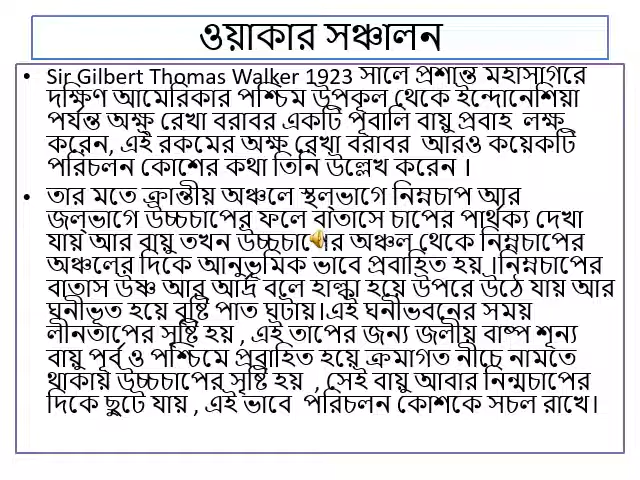 ওয়াকার সঞ্চালন
• Sir Gilbert Thomas Walker 1923 সালে প্রশান্ত মহাসাগরে
দক্ষিণ আমেরিকার পশ্চিম উপকূল থেকে ইন্দোনেশিয়া
পর্যন্ত অক্ষ রেখা বরাবর একটি পূবালি বায়ু প্রবাহ লক্ষ
করেন, এই রকমের অক্ষ রেখা বরাবর আরও কয়েকটি
পরিচলন কোশের কথা তিনি উল্লেখ করেন ।
• তার মতে ক্রান্তীয় অঞ্চলে স্থলভাগে নিম্নচাপ আর
জলভাগে উচ্চচাপের ফলে বাতাসে চাপের পার্থক্য দেখা
যায় আর বায়ু তখন উচ্চচাপের অঞ্চল থেকে নিম্নচাপের
অঞ্চলের দিকে আনুভূমিক ভাবে প্রবাহিত হয় ।নিম্নচাপের
বাতাস উষ্ণ আর আর্দ্র বলে হাল্কা হয়ে উপরে উঠে যায় আর
ঘনীভূত হয়ে বৃষ্টি পাত ঘটায়।এই ঘনীভবনের সময়
লীনতাপের সৃষ্টি হয় , এই তাপের জন্য জলীয় বাষ্প শূন্য
বায়ু পূর্ব ও পশ্চিমে প্রবাহিত হয়ে ক্রমাগত নীচে নামতে
থাকায় উচ্চচাপের সৃষ্টি হয় , সেই বায়ু আবার নিন্মচাপের
দিকে ছুটে যায় , এই ভাবে পরিচলন কোশকে সচল রাখে।